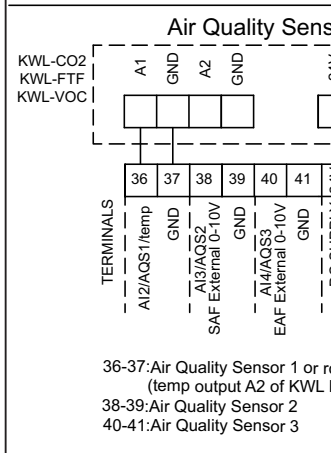 Air Quality Sens
KWL-CO2
KWL-FTF
KWL-VOC
A1
GND
A2
GND
36
37
38
39
40
41
TERMINALS
AI2/AQS1/temp
GND
AI3/AQS2
SAF External 0-10V
GND
AI4/AQS3
EAF External 0-10V
GND
36-37:Air Quality Sensor 1 or r
(temp output A2 of KWL
38-39:Air Quality Sensor 2
40-41:Air Quality Sensor 3